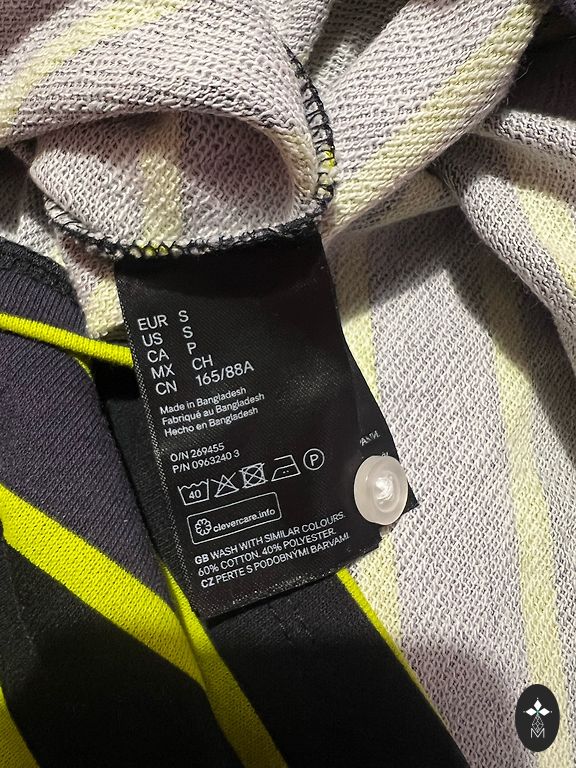 EUR S
US S
CA P
MX CH
CN 165/88A
Made in Bangladesh
Fabriqué au Bangladesh
Hecho en Bangladesh
O/N 269455
P/N 0963240 3
40 P
clevercare.info
GB WASH WITH SIMILAR COLOURS.
60% COTTON. 40% POLYESTER.
CZ PERTE S PODOBNÝMI BARVAMI.
M